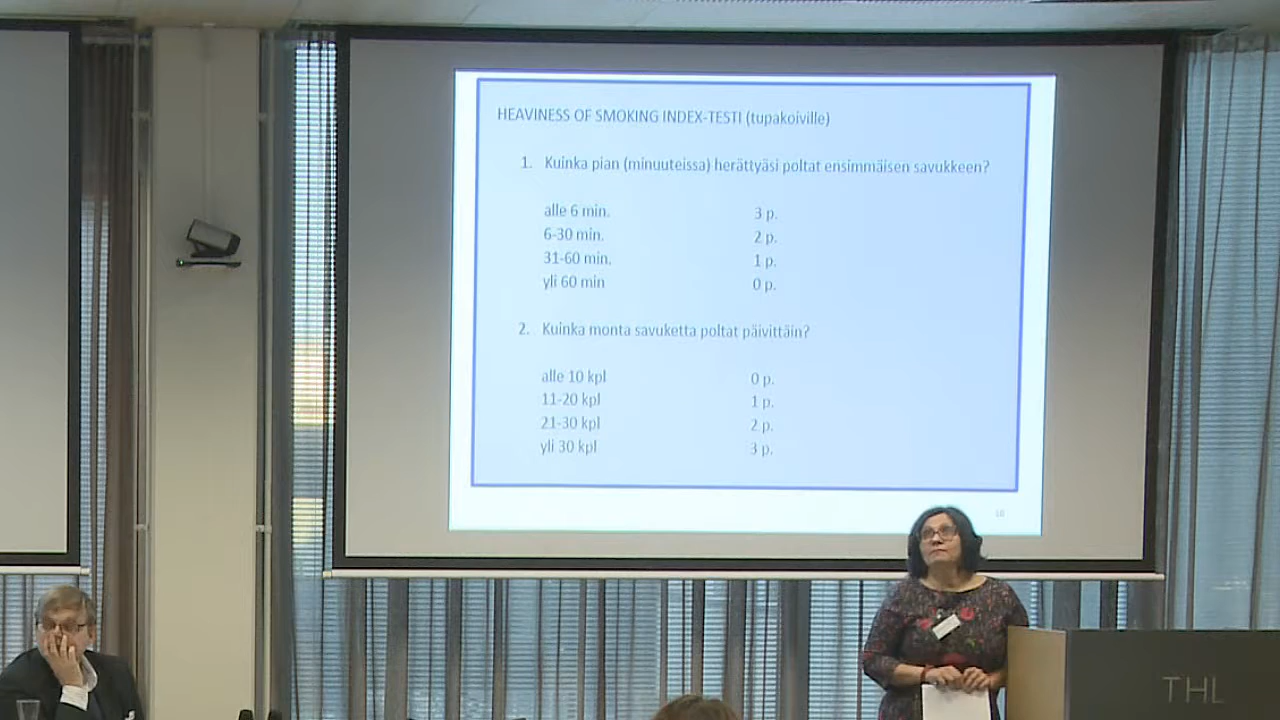 HEAVINESS OF SMOKING INDEX-TESTI (tupakoiville)
1. Kuinka pian (minuuteissa) herättyäsi poltat ensimmäisen savukkeen?
alle 6 min. 3 p.
6-30 min. 2 p.
31-60 min. 1 p.
yli 60 min 0 p.
2. Kuinka monta savuketta poltat päivittäin?
alle 10 kpl 0 p.
11-20 kpl 1 p.
21-30 kpl 2 p.
yli 30 kpl 3 p.
10
THL